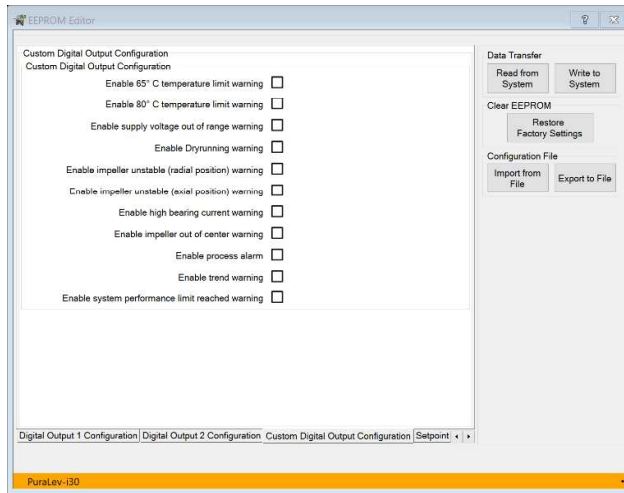 EEPROM Editor
Custom Digital Output Configuration
Custom Digital Output Configuration
Enable 65° C temperature limit warning
Enable 80° C temperature limit warning
Enable supply voltage out of range warning
Enable Dryrunning warning
Enable impeller unstable (radial position) warning
Enable impeller unstable (axial position) warning
Enable high bearing current warning
Enable impeller out of center warning
Enable process alarm
Enable trend warning
Enable system performance limit reached warning
Digital Output 1 Configuration Digital Output 2 Configuration Custom Digital Output Configuration Setpoint
Data Transfer
Read from System
Write to System
Clear EEPROM
Restore
Factory Settings
Configuration File
Import from File
Export to File
PuraLev-i30